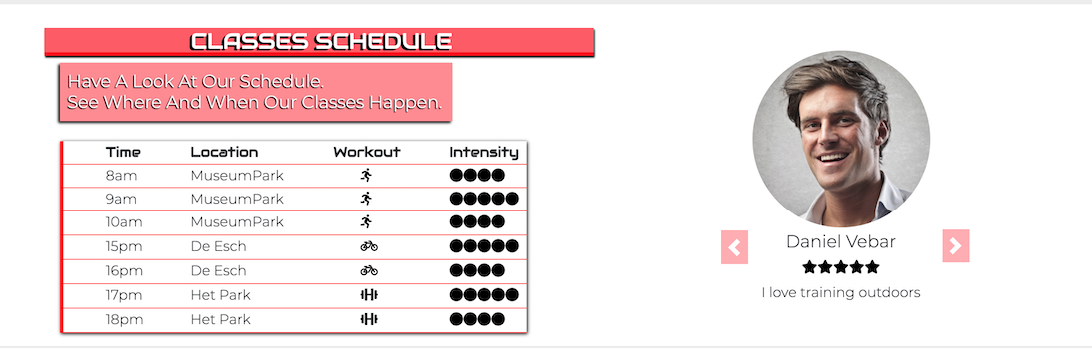 CLASSES SCHEDULE
Have A Look At Our Schedule.
See Where And When Our Classes Happen.
Time Location Workout Intensity
8am MuseumPark
9am MuseumPark
10am MuseumPark
15pm De Esch
16pm De Esch
17pm Het Park
18pm Het Park
Daniel Vebar
I love training outdoors